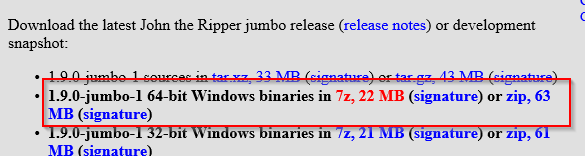 Download the latest John the Ripper jumbo release (release notes) or development
snapshot:
• 1.9.0-jumbo-1 sources in tar.xz, 33 MB (signature) or tar.gz, 43 MB (signature)
• 1.9.0-jumbo-1 64-bit Windows binaries in 7z, 22 MB (signature) or zip, 63
MB (signature)
• 1.9.0-jumbo-1 32-bit Windows binaries in 7z, 21 MB (signature) or zip, 61
MB (signature)